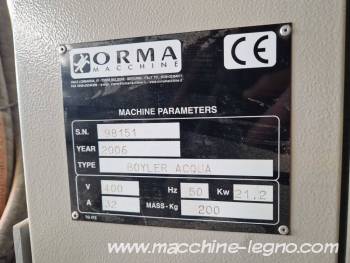 ORMA
MACCHINE
CE
MACHINE PARAMETERS
S.N. 98151
YEAR 2006
TYPE BOYLER ACQUA
V 400 Hz 50 Kw 21,2
A 32 MASS-Kg 200
www.macchine-legno.com